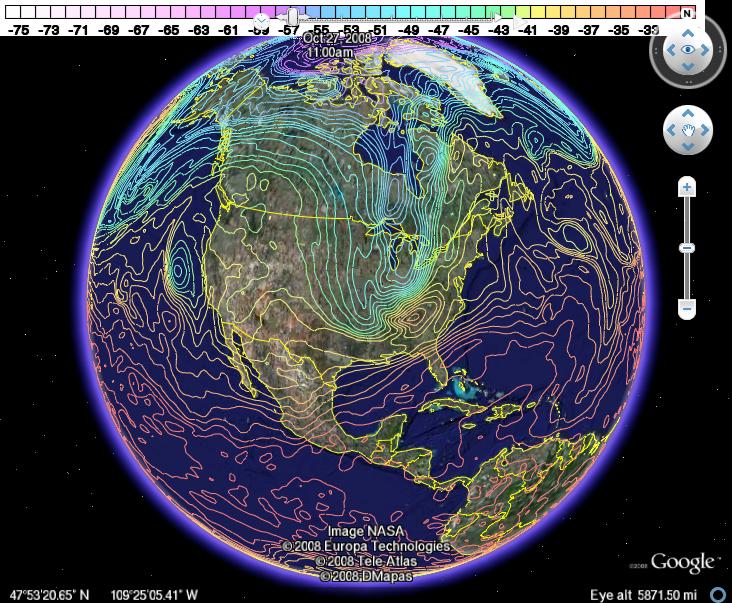 N
-75 -73 -71 -69 -67 -65 -63 -61 -59 -57 -55 -53 -51 -49 -47 -45 -43 -41 -39 -37 -35 -33
Oct 27, 2008
11:00am
Image NASA
© 2008 Europa Technologies
© 2008 Tele Atlas
© 2008 DMapas
©2008 Google™
47°53'20.65" N 109°25'05.41" W Eye alt 5871.50 mi